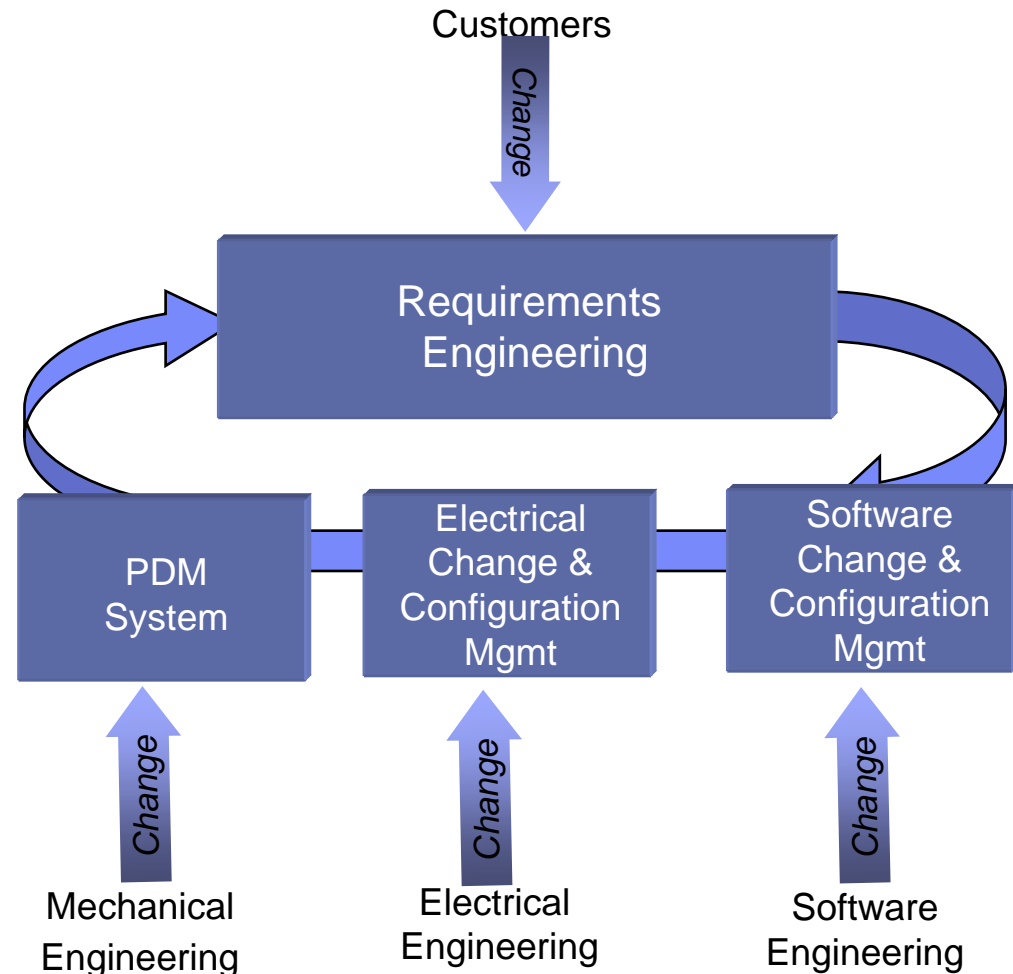 Customers
Change
Requirements
Engineering
PDM
System
Electrical
Change &
Configuration
Mgmt
Software
Change &
Configuration
Mgmt
Change
Change
Change
Mechanical
Engineering
Electrical
Engineering
Software
Engineering